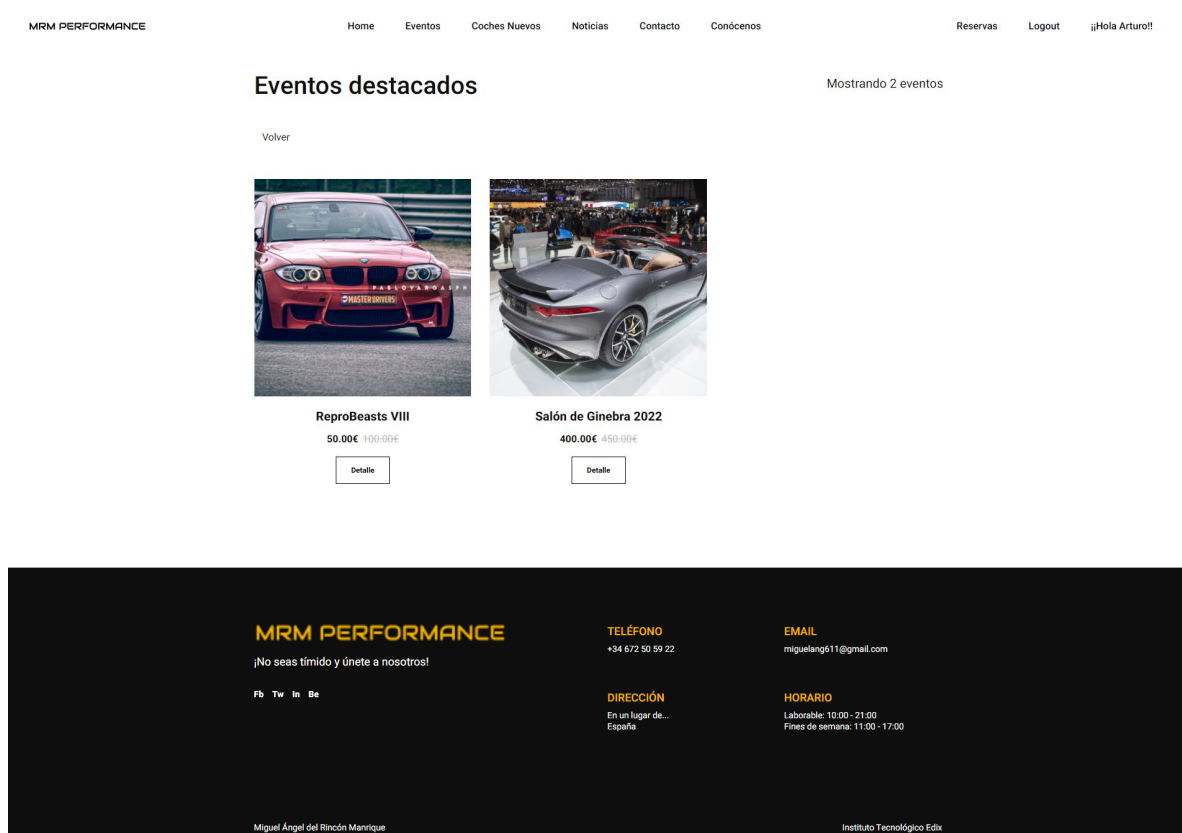 MRM PERFORMANCE
Home Eventos Coches Nuevos Noticias Contacto Conócenos
Reservas Logout ¡¡Hola Arturo!!
Eventos destacados
Mostrando 2 eventos
Volver
PABLOVARGASPH
MASTER DRIVERS
ReproBeasts VIII
50.00€ 100.00€
Detalle
Salón de Ginebra 2022
400.00€ 450.00€
Detalle
MRM PERFORMANCE
¡No seas tímido y únete a nosotros!
Fb Tw In Be
TELÉFONO
+34 672 50 59 22
EMAIL
miguelang611@gmail.com
DIRECCIÓN
En un lugar de...
España
HORARIO
Laborable: 10:00 - 21:00
Fines de semana: 11:00 - 17:00
Miguel Ángel del Rincón Manrique
Instituto Tecnológico Edix